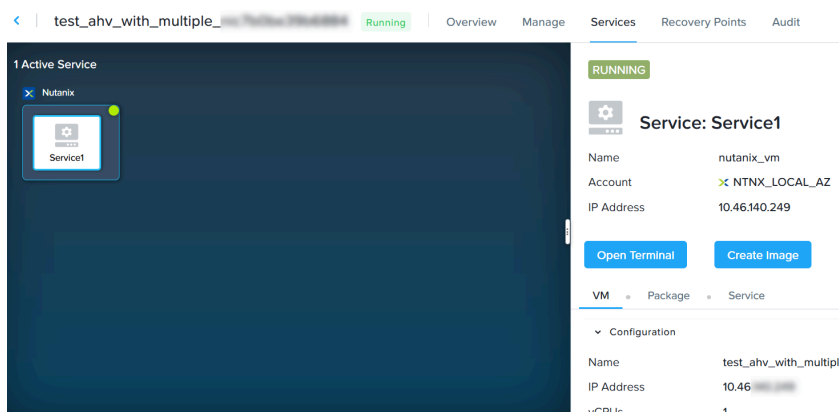 test_ahv_with_multiple_ Running Overview Manage Services Recovery Points Audit
1 Active Service
Nutanix
Service1
RUNNING
Service: Service1
Name nutanix_vm
Account NTNX_LOCAL_AZ
IP Address 10.46.140.249
Open Terminal Create Image
VM Package Service
Configuration
Name test_ahv_with_multipl
IP Address 10.46
vCPUs 1